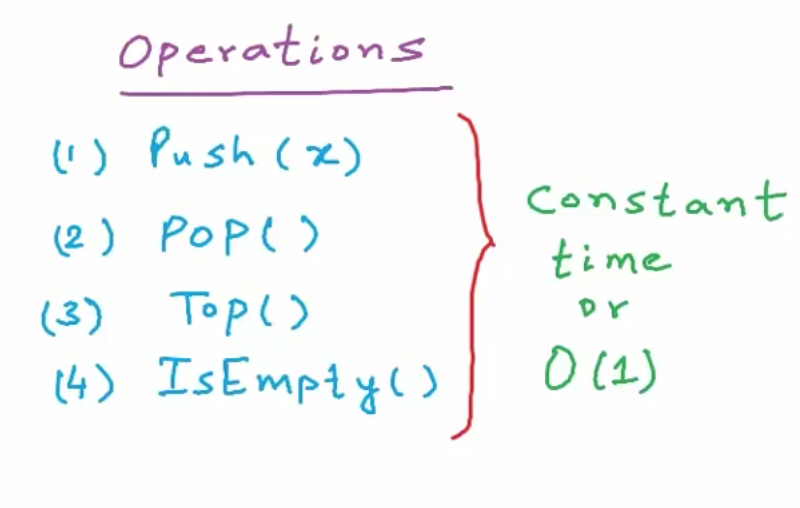 Operations
(1) Push(x)
(2) POP()
(3) Top()
(4) IsEmpty()
constant
time
or
O(1)